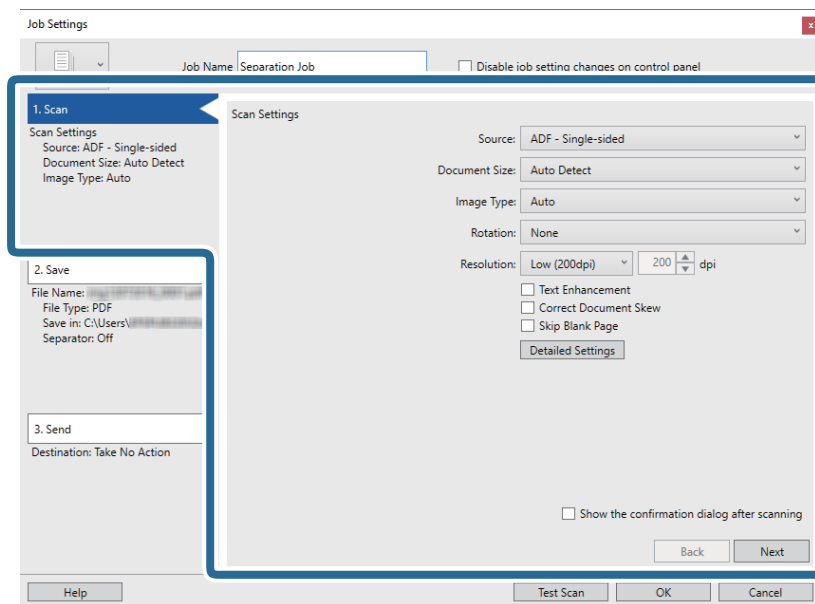 Job Settings
Job Name Separation Job
Disable job setting changes on control panel
1. Scan
Scan Settings
Source: ADF - Single-sided
Document Size: Auto Detect
Image Type: Auto
2. Save
File Name:
File Type: PDF
Save in: C:\Users\
Separator: Off
3. Send
Destination: Take No Action
Scan Settings
Source: ADF - Single-sided
Document Size: Auto Detect
Image Type: Auto
Rotation: None
Resolution: Low (200dpi) 200 dpi
Text Enhancement
Correct Document Skew
Skip Blank Page
Detailed Settings
Show the confirmation dialog after scanning
Back Next
Help Test Scan OK Cancel